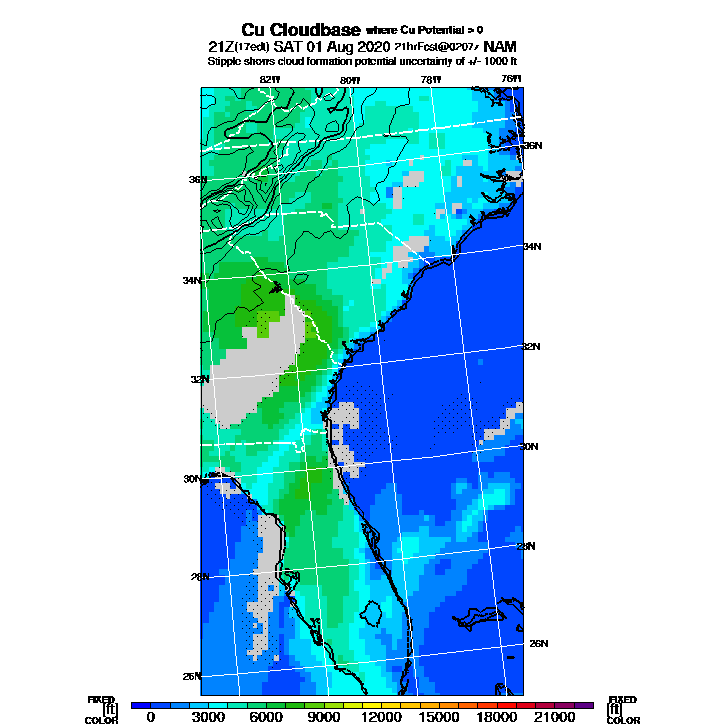 Cu Cloudbase where Cu Potential > 0
21Z(17edt) SAT 01 Aug 2020 21hrFcst@0207z NAM
Stipple shows cloud formation potential uncertainty of +/- 1000 ft
82W 80W 78W 76W
36N
36N
34N
34N
32N
32N
30N
30N
28N
28N
26N
26N
FIXED [ft] COLOR
0 3000 6000 9000 12000 15000 18000 21000
FIXED [ft] COLOR